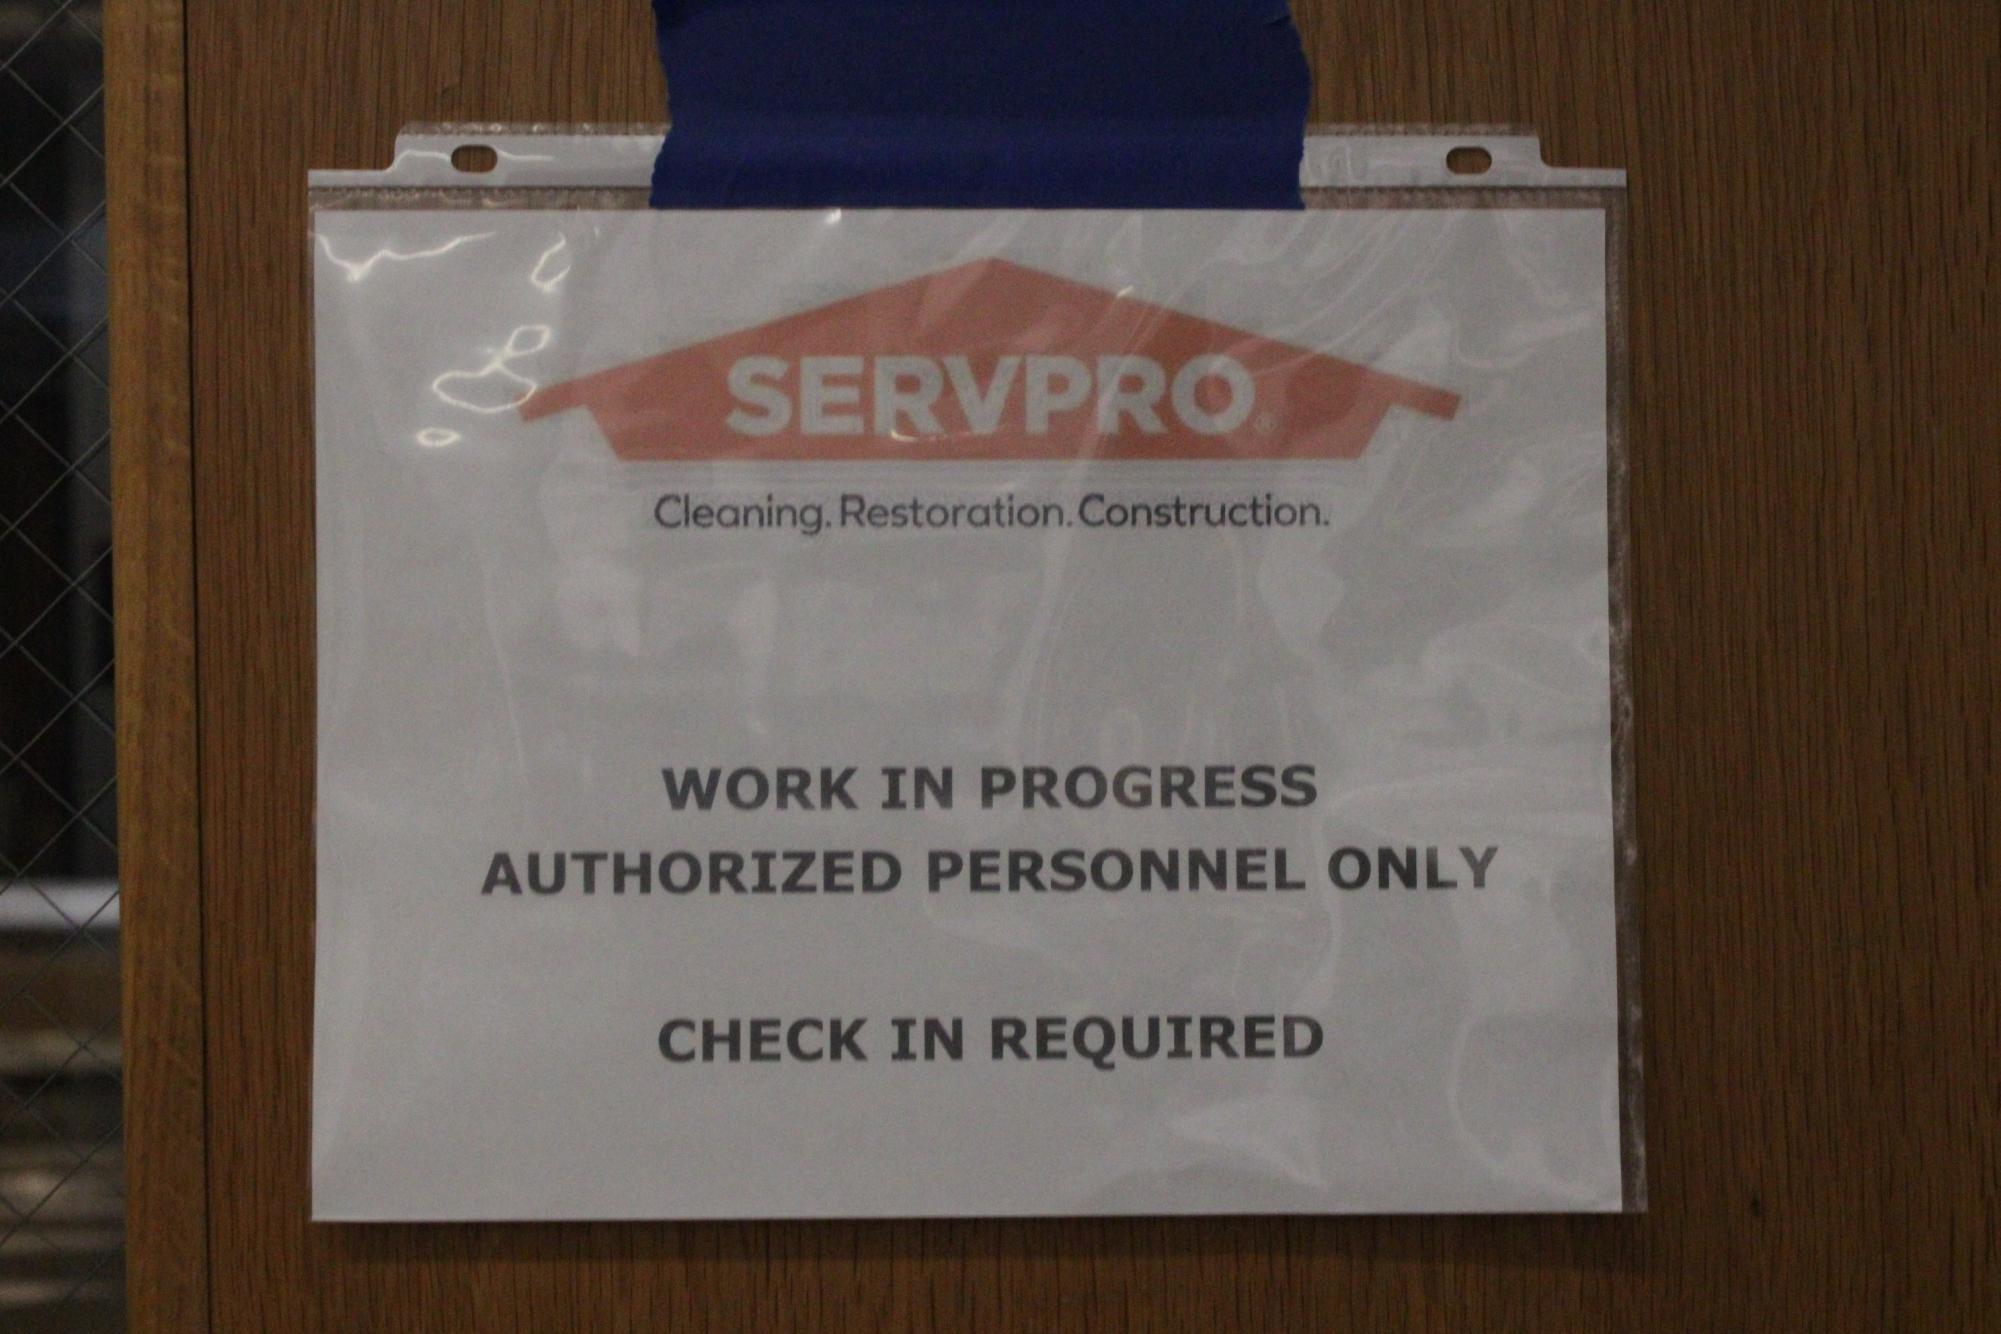 SERVPRO®
Cleaning. Restoration. Construction.
WORK IN PROGRESS
AUTHORIZED PERSONNEL ONLY
CHECK IN REQUIRED